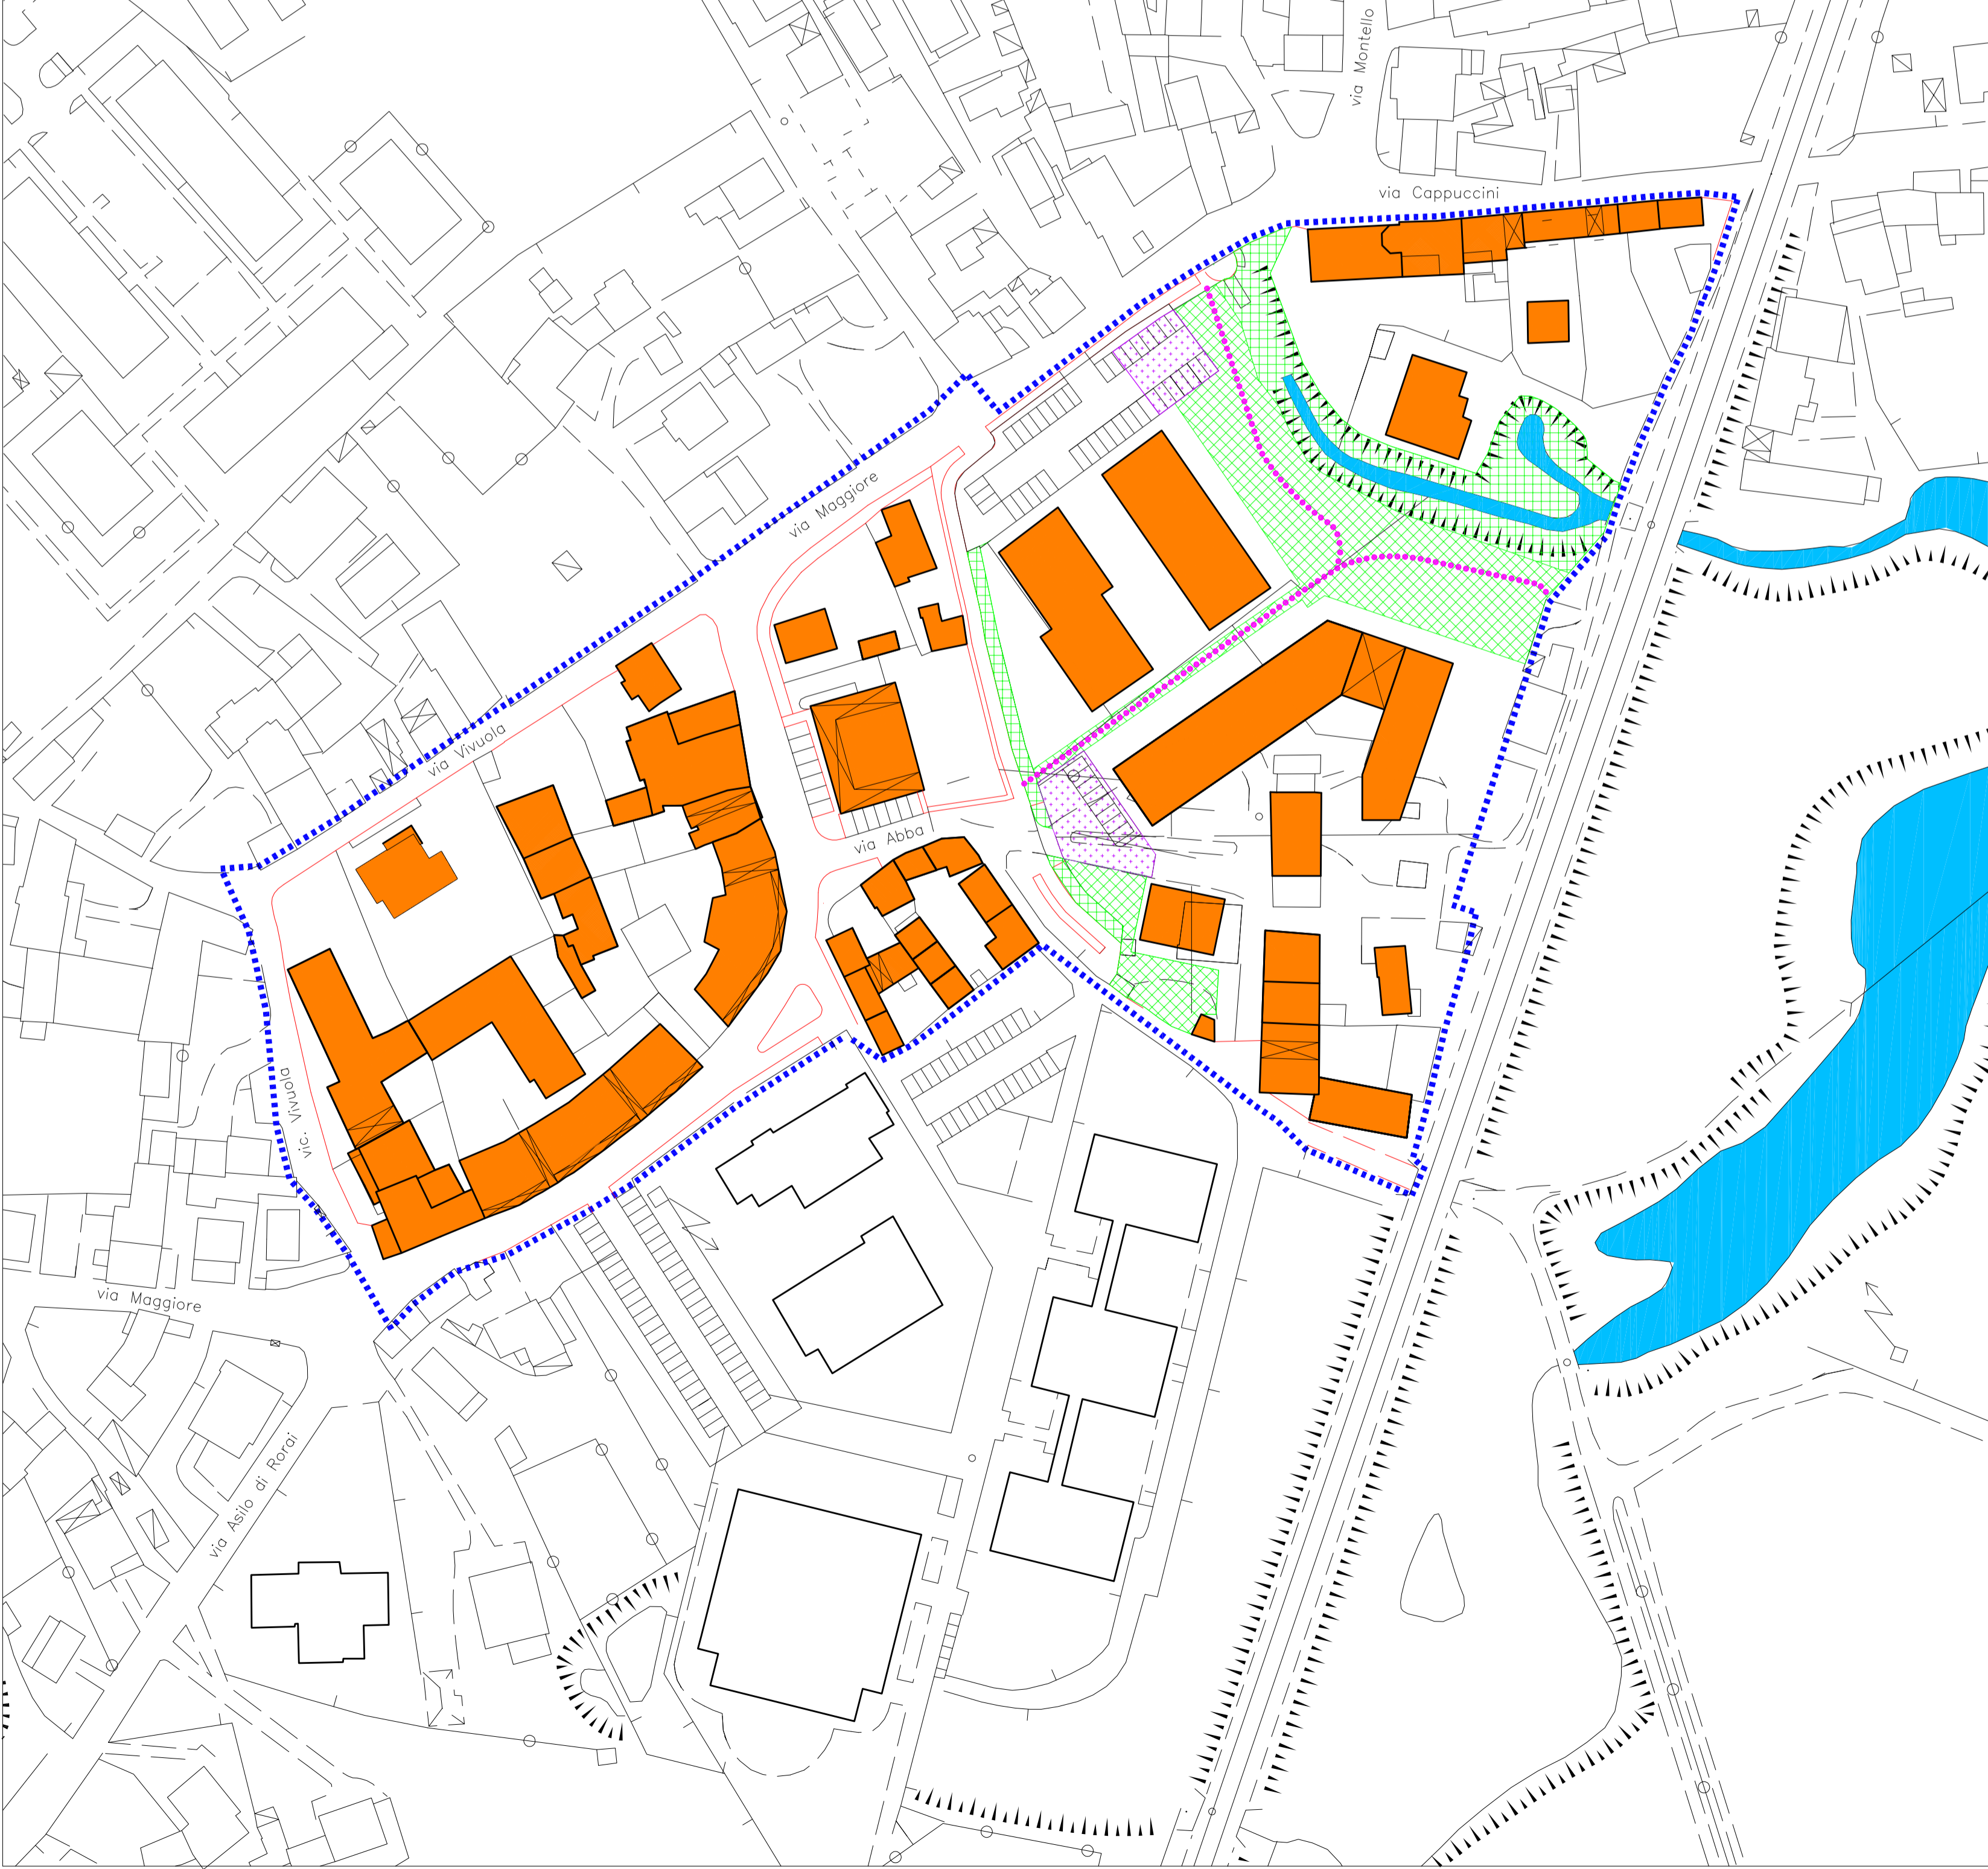 via Montello
via Cappuccini
via Maggiore
via Vivuola
via Abba
vic. Vivuola
via Maggiore
via Asilo di Rorai